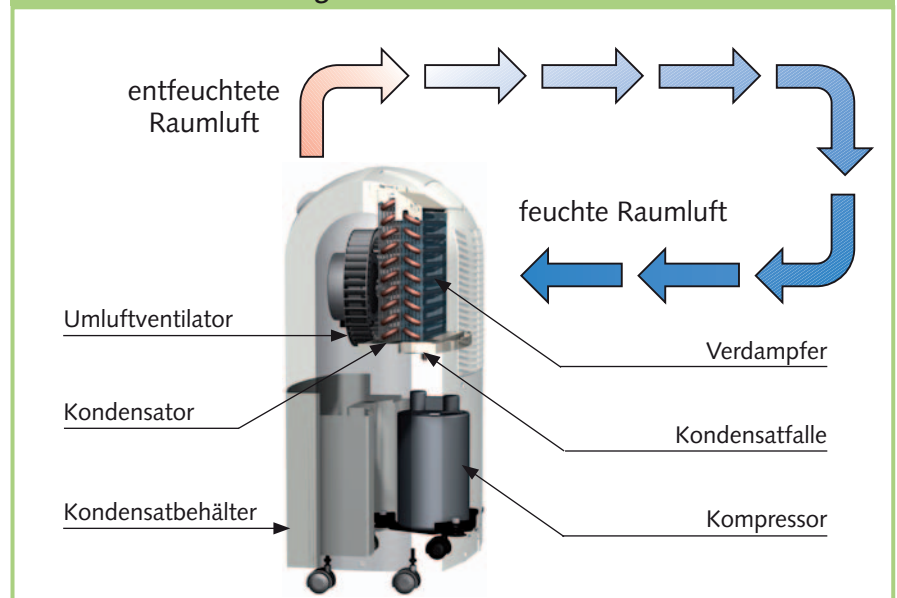 entfeuchtete
Raumluft
feuchte Raumluft
Umluftventilator
Verdampfer
Kondensator
Kondensatfalle
Kondensatbehälter
Kompressor